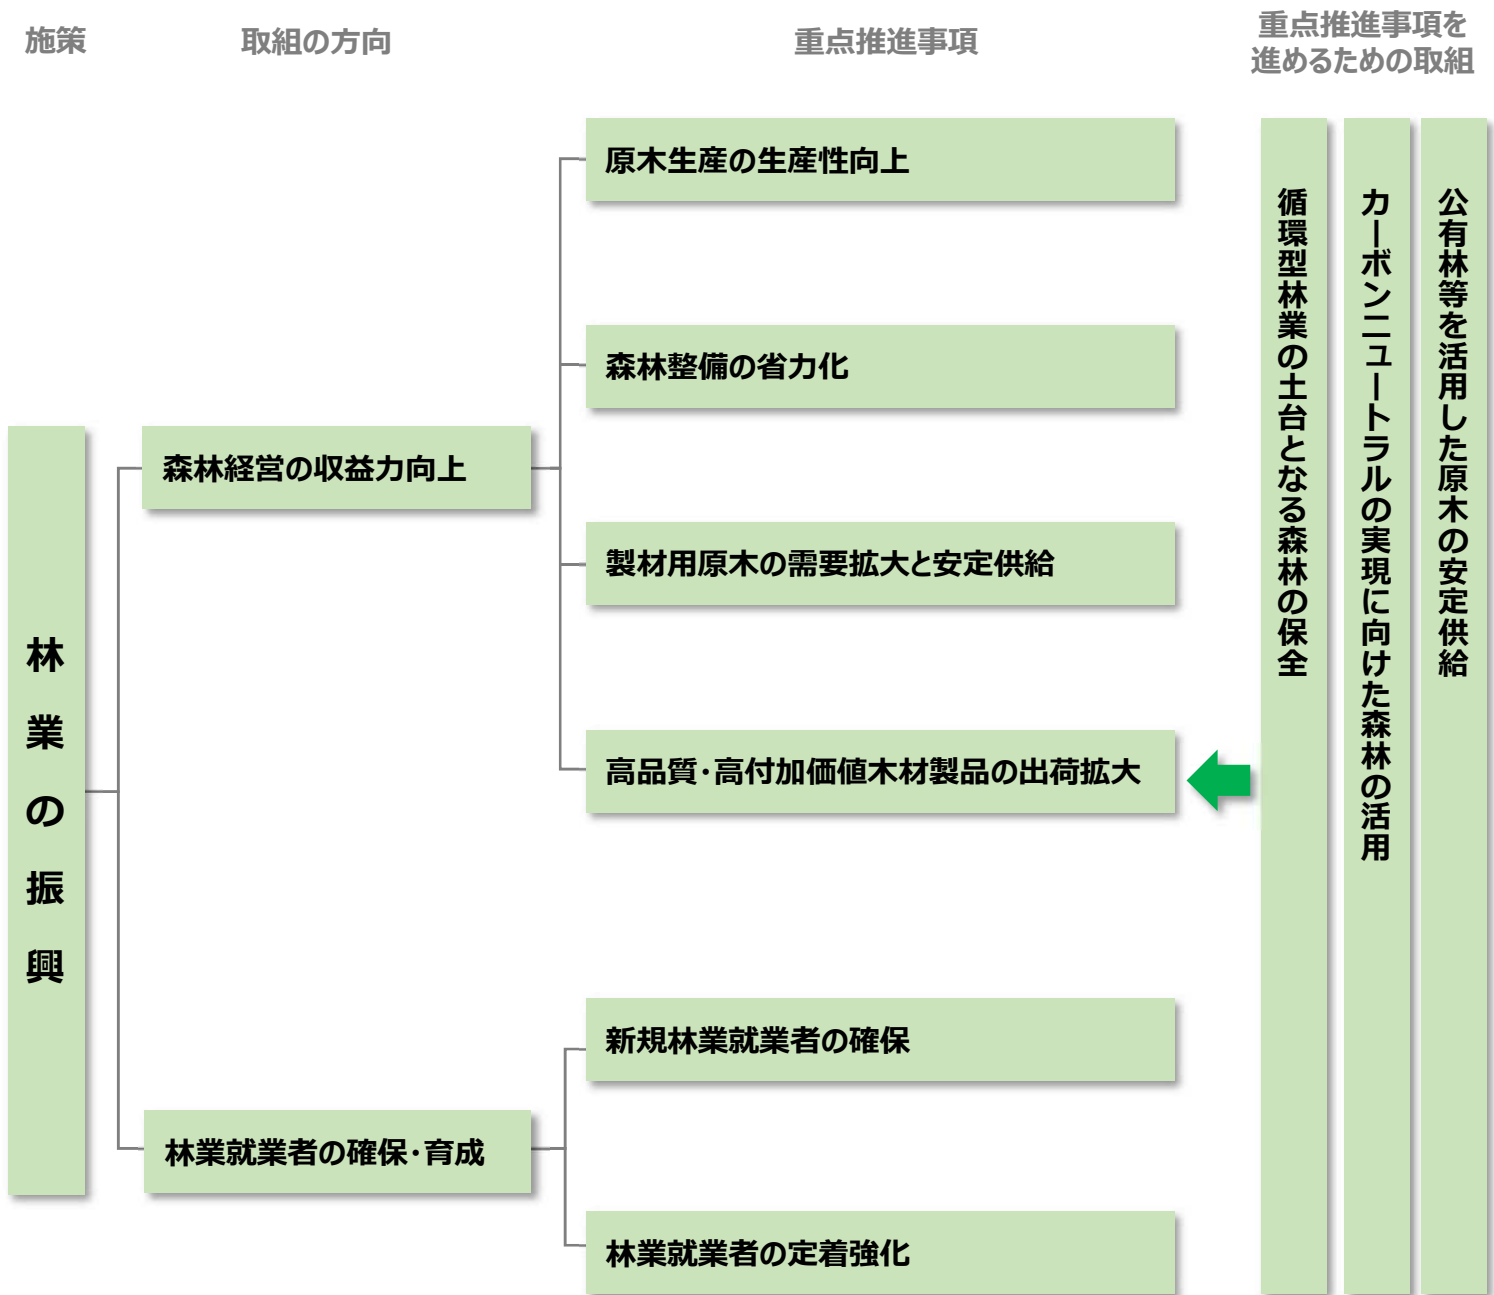 施策
取組の方向
重点推進事項
重点推進事項を
進めるための取組
林業の振興
森林経営の収益力向上
原木生産の生産性向上
森林整備の省力化
製材用原木の需要拡大と安定供給
高品質・高付加価値木材製品の出荷拡大
林業就業者の確保・育成
新規林業就業者の確保
林業就業者の定着強化
循環型林業の土台となる森林の保全
カーボンニュートラルの実現に向けた森林の活用
公有林等を活用した原木の安定供給